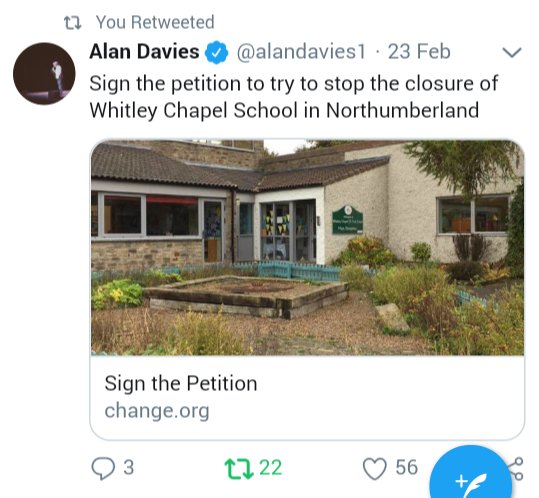 You Retweeted
Alan Davies @alandavies1 · 23 Feb
Sign the petition to try to stop the closure of
Whitley Chapel School in Northumberland
Sign the Petition
change.org
3 22 56